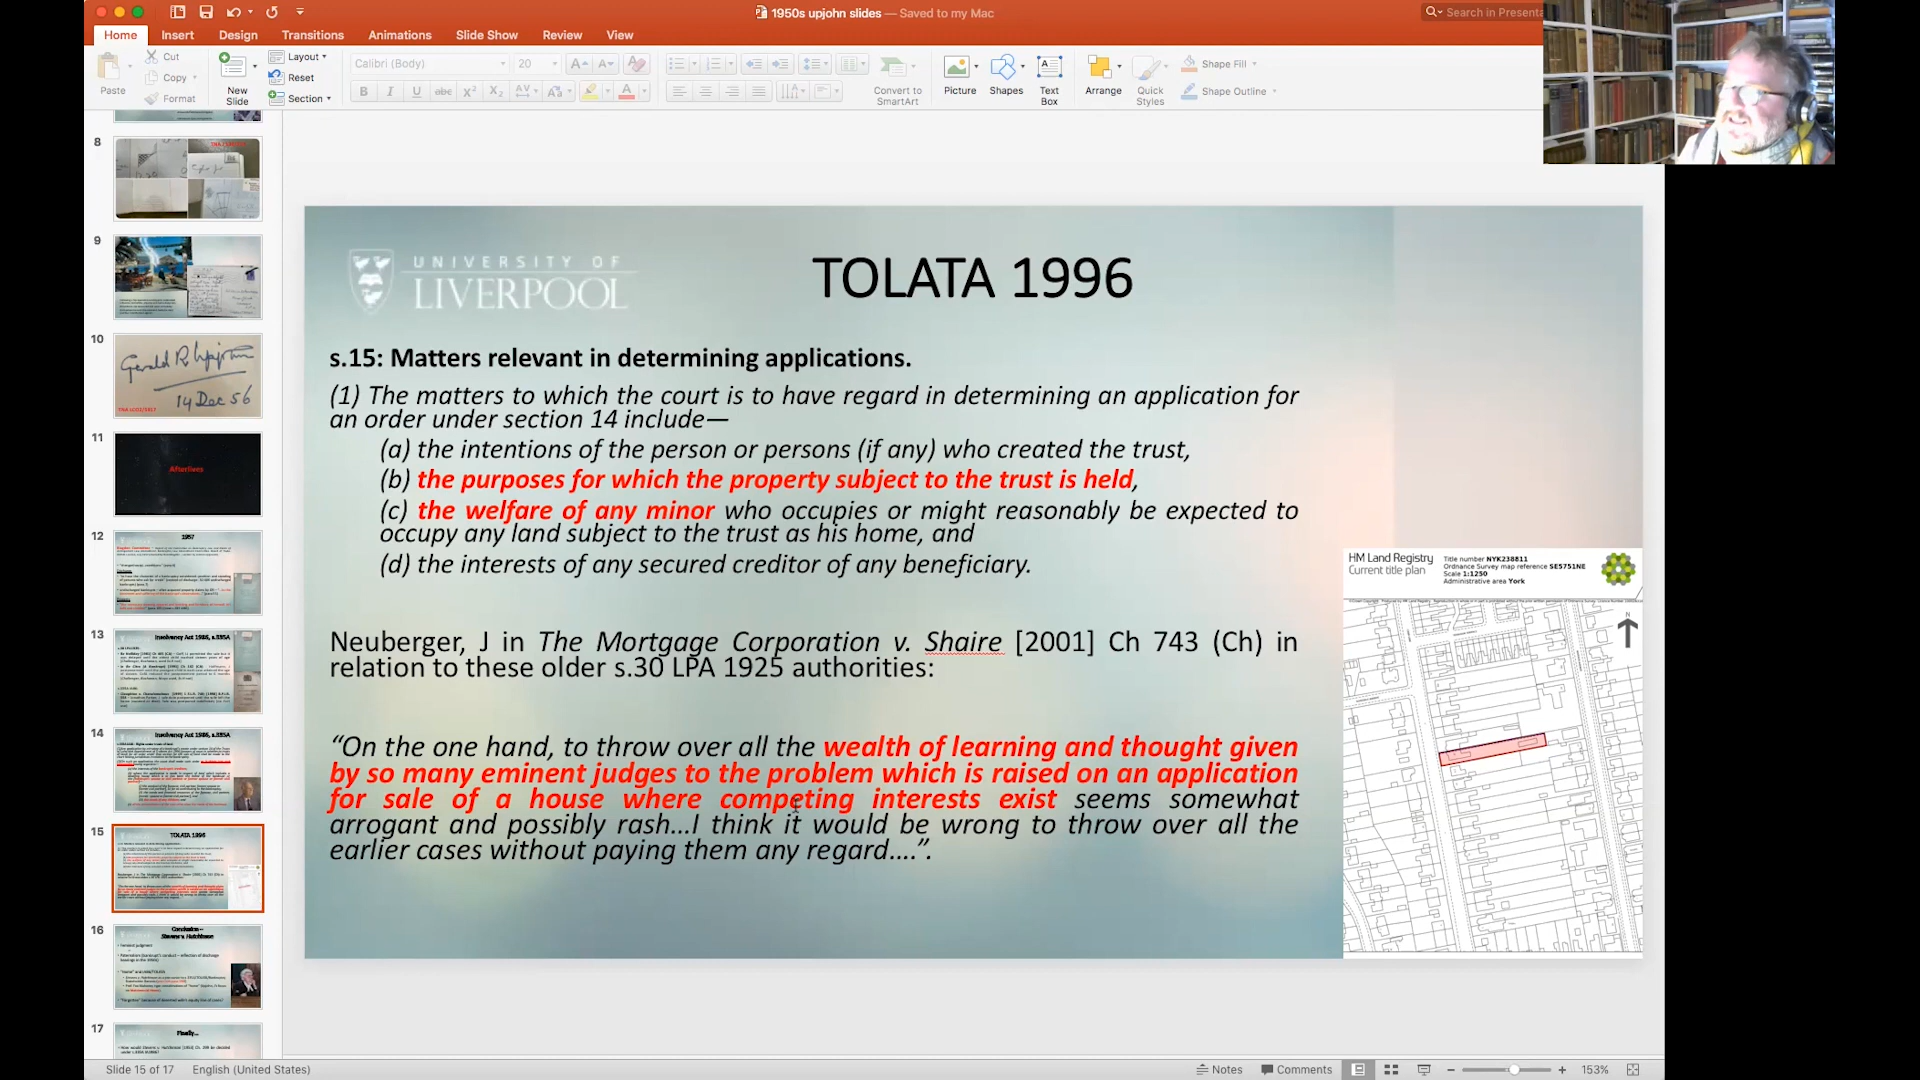 1950s upjohn slides — Saved to my Mac
Search in Presenta
Home Insert Design Transitions Animations Slide Show Review View
Paste
Cut
Copy
Format
New
Slide
Layout
Reset
Section
Calibri (Body) 20
B I U abc X² X₂ AV Aa
Convert to
SmartArt
Picture
Shapes
Text
Box
Arrange
Quick
Styles
Shape Fill
Shape Outline
8
9
10
Gerald R Upjohn
14 Dec 56
11
Afterlives
12
1957
13
Insolvency Act 1986, s.335A
14
Insolvency Act 1986, s.335A
15
TOLATA 1996
16
Conclusion –
Stevens v. Hutchinson
17
Finally…
UNIVERSITY OF
LIVERPOOL
TOLATA 1996
s.15: Matters relevant in determining applications.
(1) The matters to which the court is to have regard in determining an application for
an order under section 14 include—
(a) the intentions of the person or persons (if any) who created the trust,
(b) the purposes for which the property subject to the trust is held,
(c) the welfare of any minor who occupies or might reasonably be expected to
occupy any land subject to the trust as his home, and
(d) the interests of any secured creditor of any beneficiary.
Neuberger, J in The Mortgage Corporation v. Shaire [2001] Ch 743 (Ch) in
relation to these older s.30 LPA 1925 authorities:
“On the one hand, to throw over all the wealth of learning and thought given
by so many eminent judges to the problem which is raised on an application
for sale of a house where competing interests exist seems somewhat
arrogant and possibly rash…I think it would be wrong to throw over all the
earlier cases without paying them any regard….”.
HM Land Registry
Current title plan
Title number NYK238811
Ordnance Survey map reference SE5751NE
Scale 1:1250
Administrative area York
N
Slide 15 of 17 English (United States)
Notes Comments 153%